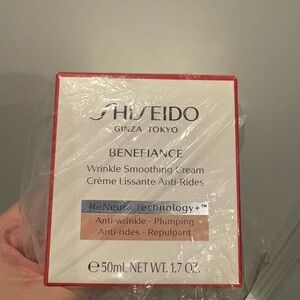 SHISEIDO
GINZA TOKYO
BENEFIANCE
Wrinkle Smoothing Cream
Crème Lissante Anti-Rides
ReNeura Technology+™
Anti-wrinkle - Plumping
Anti-rides - Repulpant
℮ 50mL NET WT. 1.7 OZ.